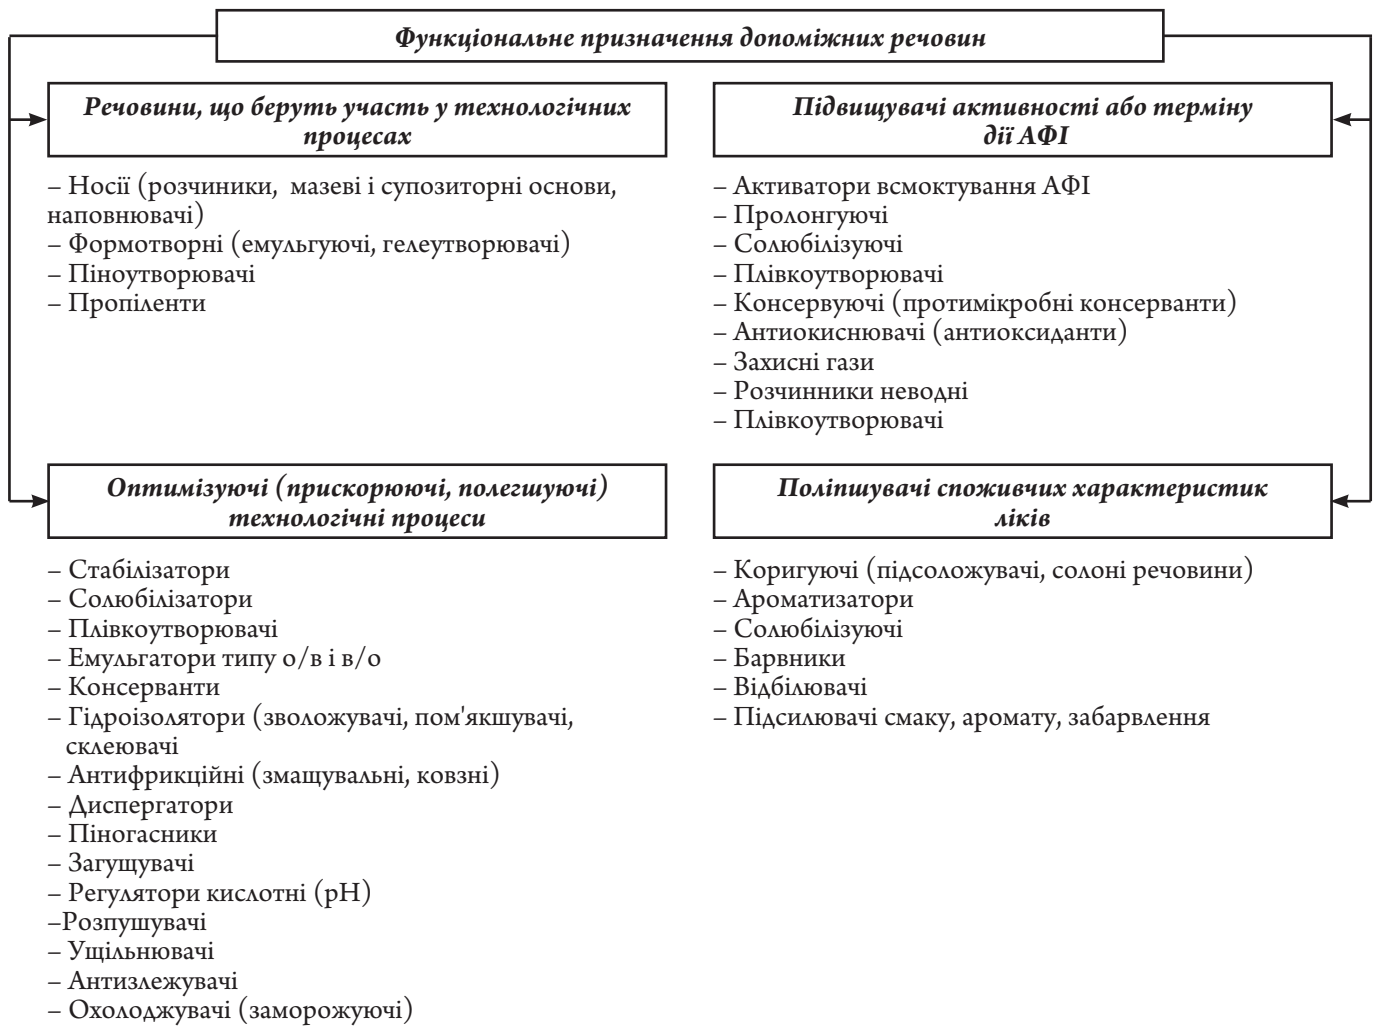 Функціональне призначення допоміжних речовин
Речовини, що беруть участь у технологічних
процесах
– Носії (розчиники, мазеві і супозиторні основи,
наповнювачі)
– Формотворні (емульгуючі, гелеутворювачі)
– Піноутворювачі
– Пропіленти
Підвищувачі активності або терміну
дії АФІ
– Активатори всмоктування АФІ
– Пролонгуючі
– Солюбілізуючі
– Плівкоутворювачі
– Консервуючі (протимікробні консерванти)
– Антиокиснювачі (антиоксиданти)
– Захисні гази
– Розчинники неводні
– Плівкоутворювачі
Оптимізуючі (прискорюючі, полегшуючі)
технологічні процеси
– Стабілізатори
– Солюбілізатори
– Плівкоутворювачі
– Емульгатори типу о/в і в/о
– Консерванти
– Гідроізолятори (зволожувачі, пом'якшувачі,
склеювачі
– Антифрикційні (змащувальні, ковзні)
– Диспергатори
– Піногасники
– Загущувачі
– Регулятори кислотні (pH)
–Розпушувачі
– Ущільнювачі
– Антизлежувачі
– Охолоджувачі (заморожуючі)
Поліпшувачі споживчих характеристик
ліків
– Коригуючі (підсоложувачі, солоні речовини)
– Ароматизатори
– Солюбілізуючі
– Барвники
– Відбілювачі
– Підсилювачі смаку, аромату, забарвлення